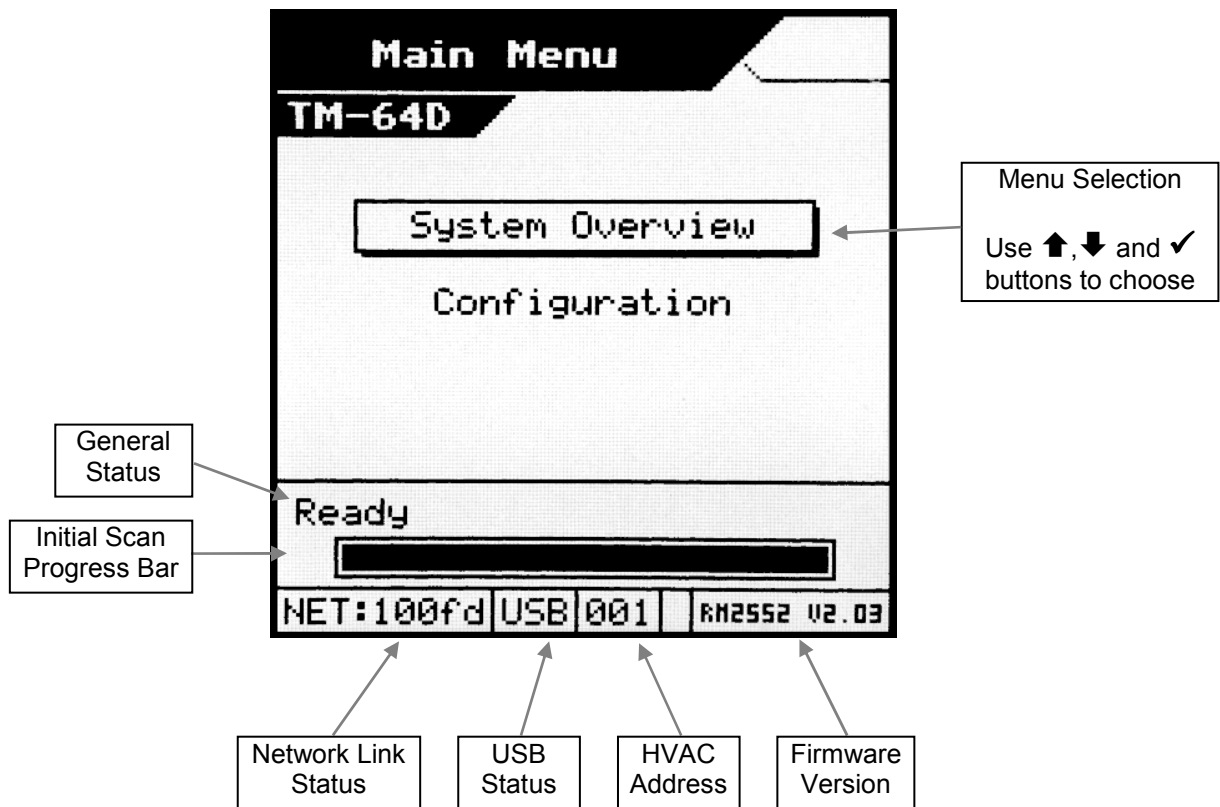 Main Menu
TM-64D
System Overview
Configuration
Menu Selection
Use ⬆,⬇ and ✓
buttons to choose
General
Status
Ready
Initial Scan
Progress Bar
NET:100fd USB 001 RM2552 V2.03
Network Link
Status
USB
Status
HVAC
Address
Firmware
Version